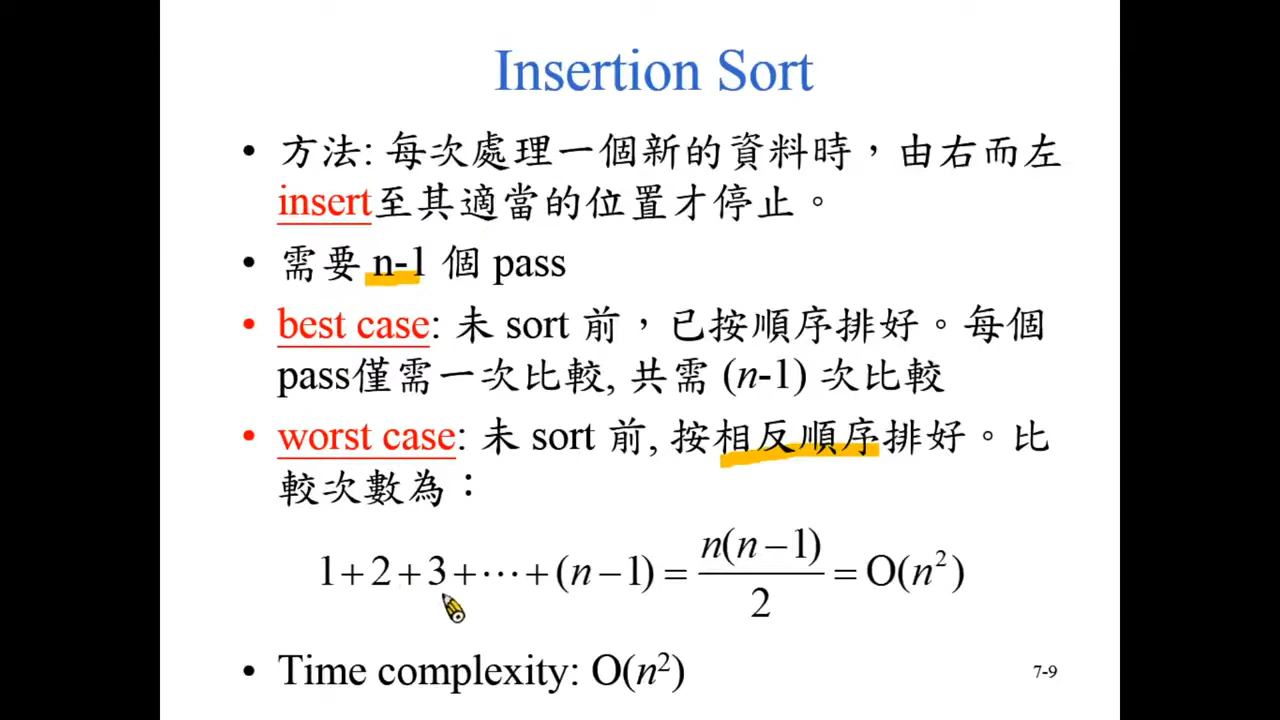 Insertion Sort
• 方法: 每次處理一個新的資料時，由右而左
insert至其適當的位置才停止。
• 需要 n-1 個 pass
• best case: 未 sort 前，已按順序排好。每個
pass僅需一次比較, 共需 (n-1) 次比較
• worst case: 未 sort 前, 按相反順序排好。比
較次數為：
1+2+3+⋯+(n−1) = n(n−1)/2 = O(n²)
• Time complexity: O(n²)
7-9